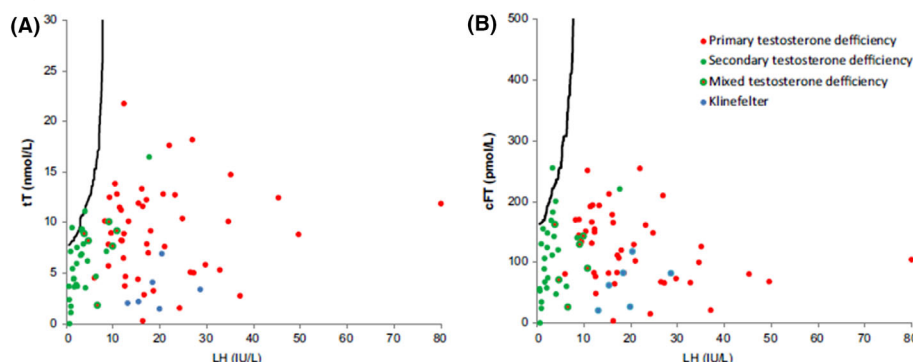 (A)
30
25
20
15
10
5
0
tT (nmol/L)
0 10 20 30 40 50 60 70 80
LH (IU/L)
(B)
500
400
300
200
100
0
cFT (pmol/L)
0 10 20 30 40 50 60 70 80
LH (IU/L)
Primary testosterone defficiency
Secondary testosterone defficiency
Mixed testosterone defficiency
Klinefelter